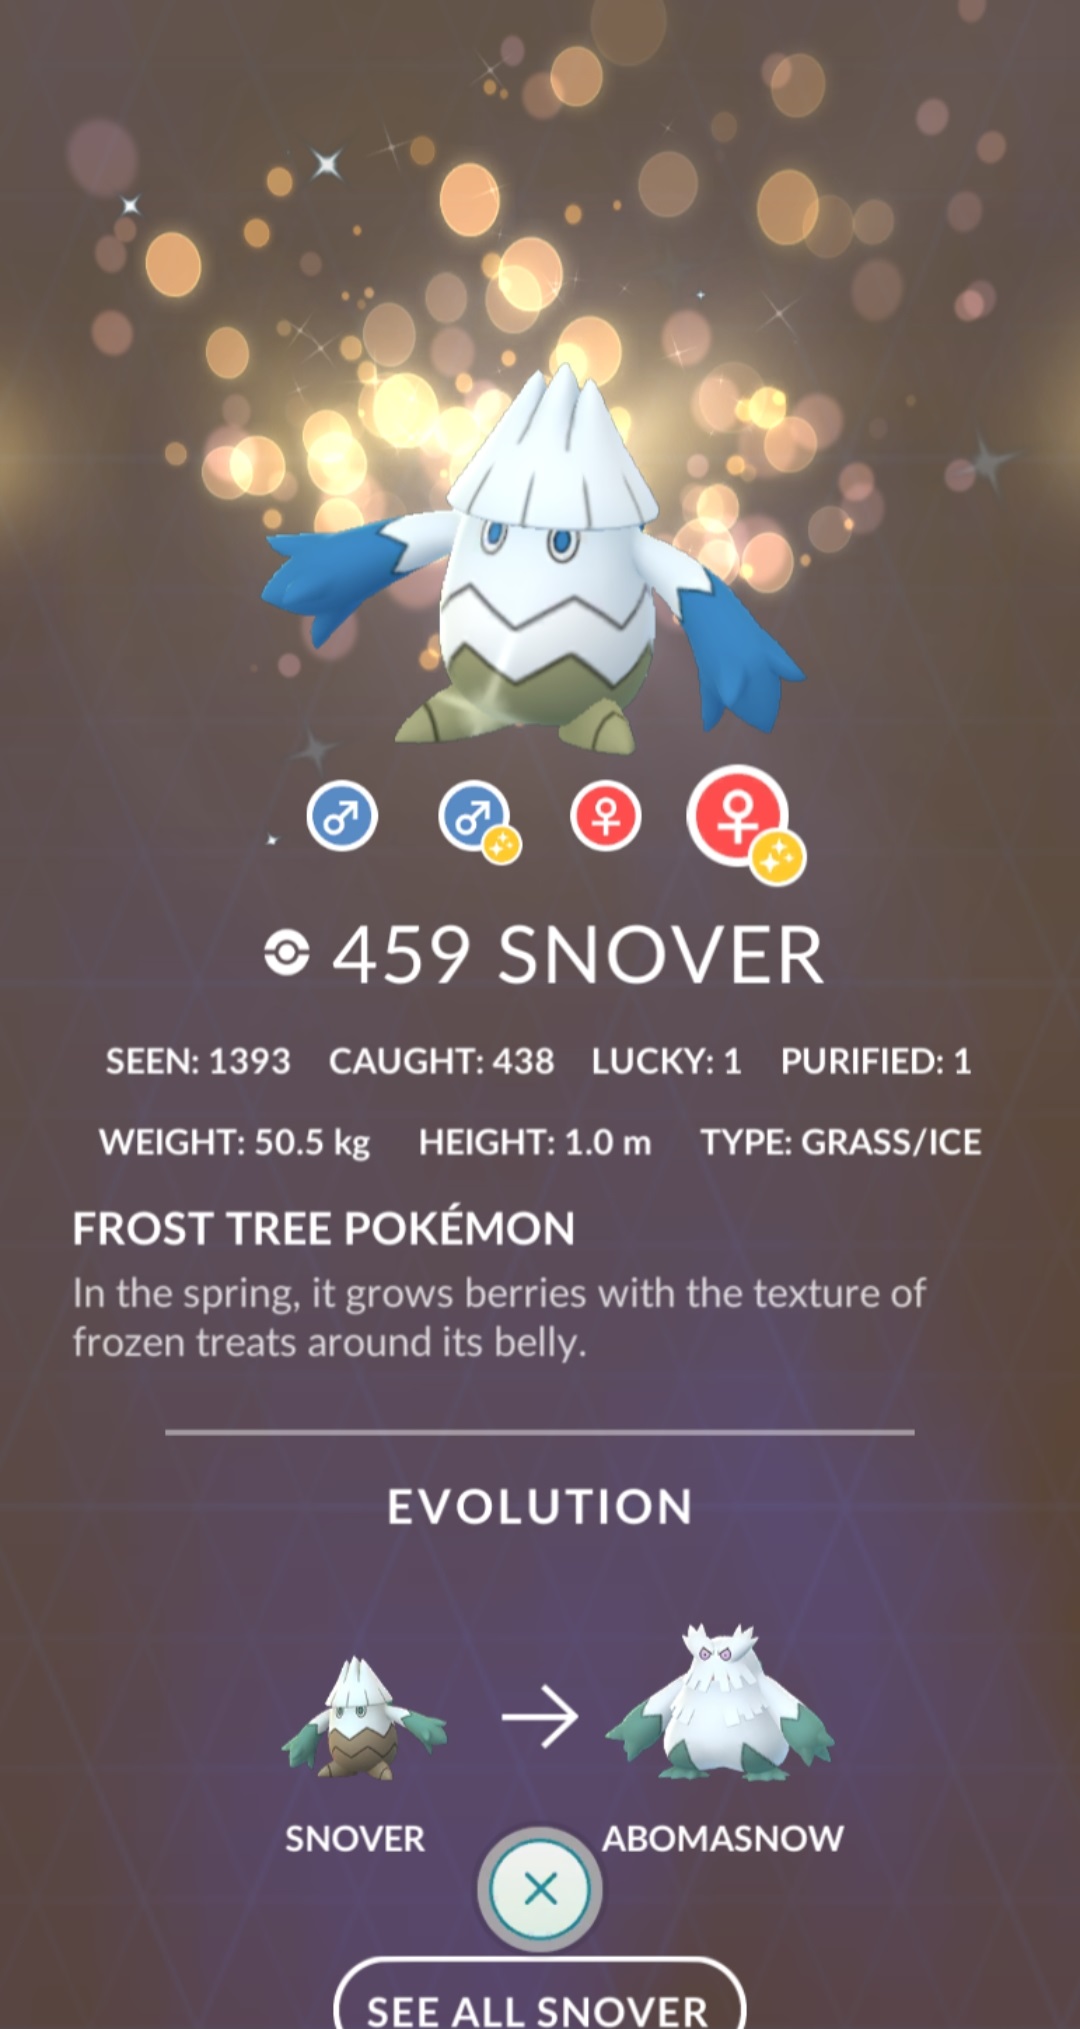 459 SNOVER
SEEN: 1393 CAUGHT: 438 LUCKY: 1 PURIFIED: 1
WEIGHT: 50.5 kg HEIGHT: 1.0 m TYPE: GRASS/ICE
FROST TREE POKÉMON
In the spring, it grows berries with the texture of
frozen treats around its belly.
EVOLUTION
SNOVER ABOMASNOW
SEE ALL SNOVER